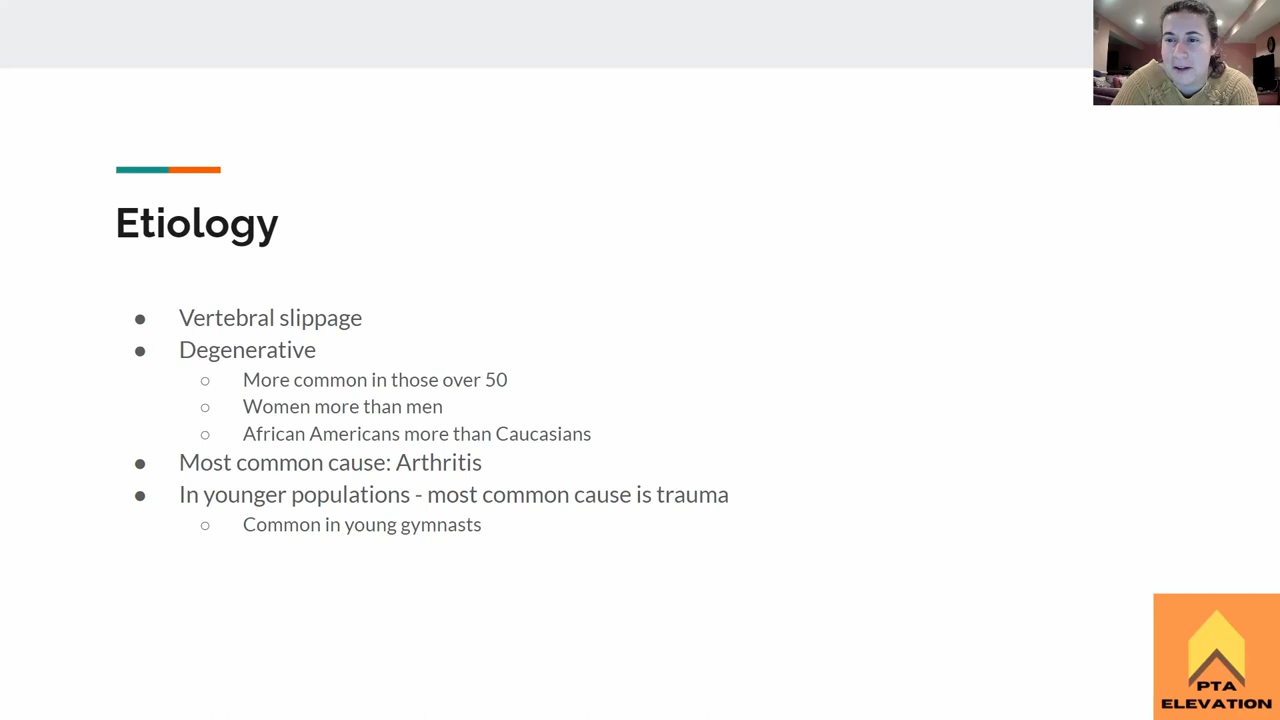 Etiology
● Vertebral slippage
● Degenerative
○ More common in those over 50
○ Women more than men
○ African Americans more than Caucasians
● Most common cause: Arthritis
● In younger populations - most common cause is trauma
○ Common in young gymnasts
PTA
ELEVATION